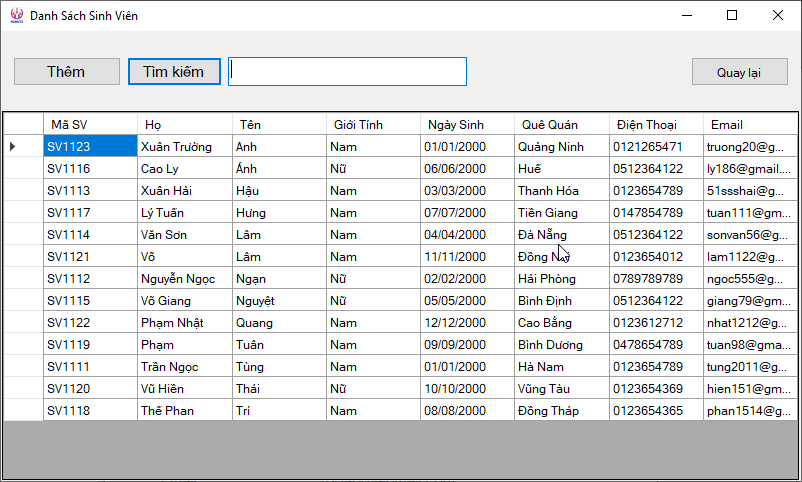 Danh Sách Sinh Viên
Thêm Tìm kiếm Quay lại
Mã SV Họ Tên Giới Tính Ngày Sinh Quê Quán Điện Thoại Email
SV1123 Xuân Trường Anh Nam 01/01/2000 Quảng Ninh 0121265471 truong20@g...
SV1116 Cao Ly Ánh Nữ 06/06/2000 Huế 0512364122 ly186@gmail....
SV1113 Xuân Hải Hậu Nam 03/03/2000 Thanh Hóa 0123654789 51ssshai@g...
SV1117 Lý Tuấn Hưng Nam 07/07/2000 Tiền Giang 0147854789 tuan111@gm...
SV1114 Văn Sơn Lâm Nam 04/04/2000 Đà Nẵng 0512364122 sonvan56@g...
SV1121 Võ Lâm Nam 11/11/2000 Đồng 0123654012 lam1122@g...
SV1112 Nguyễn Ngọc Ngạn Nữ 02/02/2000 Hải Phòng 0789789789 ngoc555@g...
SV1115 Võ Giang Nguyệt Nữ 05/05/2000 Bình Định 0512364122 giang79@gm...
SV1122 Phạm Nhật Quang Nam 12/12/2000 Cao Bằng 0123612712 nhat1212@g...
SV1119 Phạm Tuân Nam 09/09/2000 Bình Dương 0478654789 tuan98@gma...
SV1111 Trần Ngọc Tùng Nam 01/01/2000 Hà Nam 0123654789 tung2011@g...
SV1120 Vũ Hiền Thái Nữ 10/10/2000 Vũng Tàu 0123654369 hien151@gm...
SV1118 Thế Phan Trí Nam 08/08/2000 Đồng Tháp 0123654365 phan1514@g...